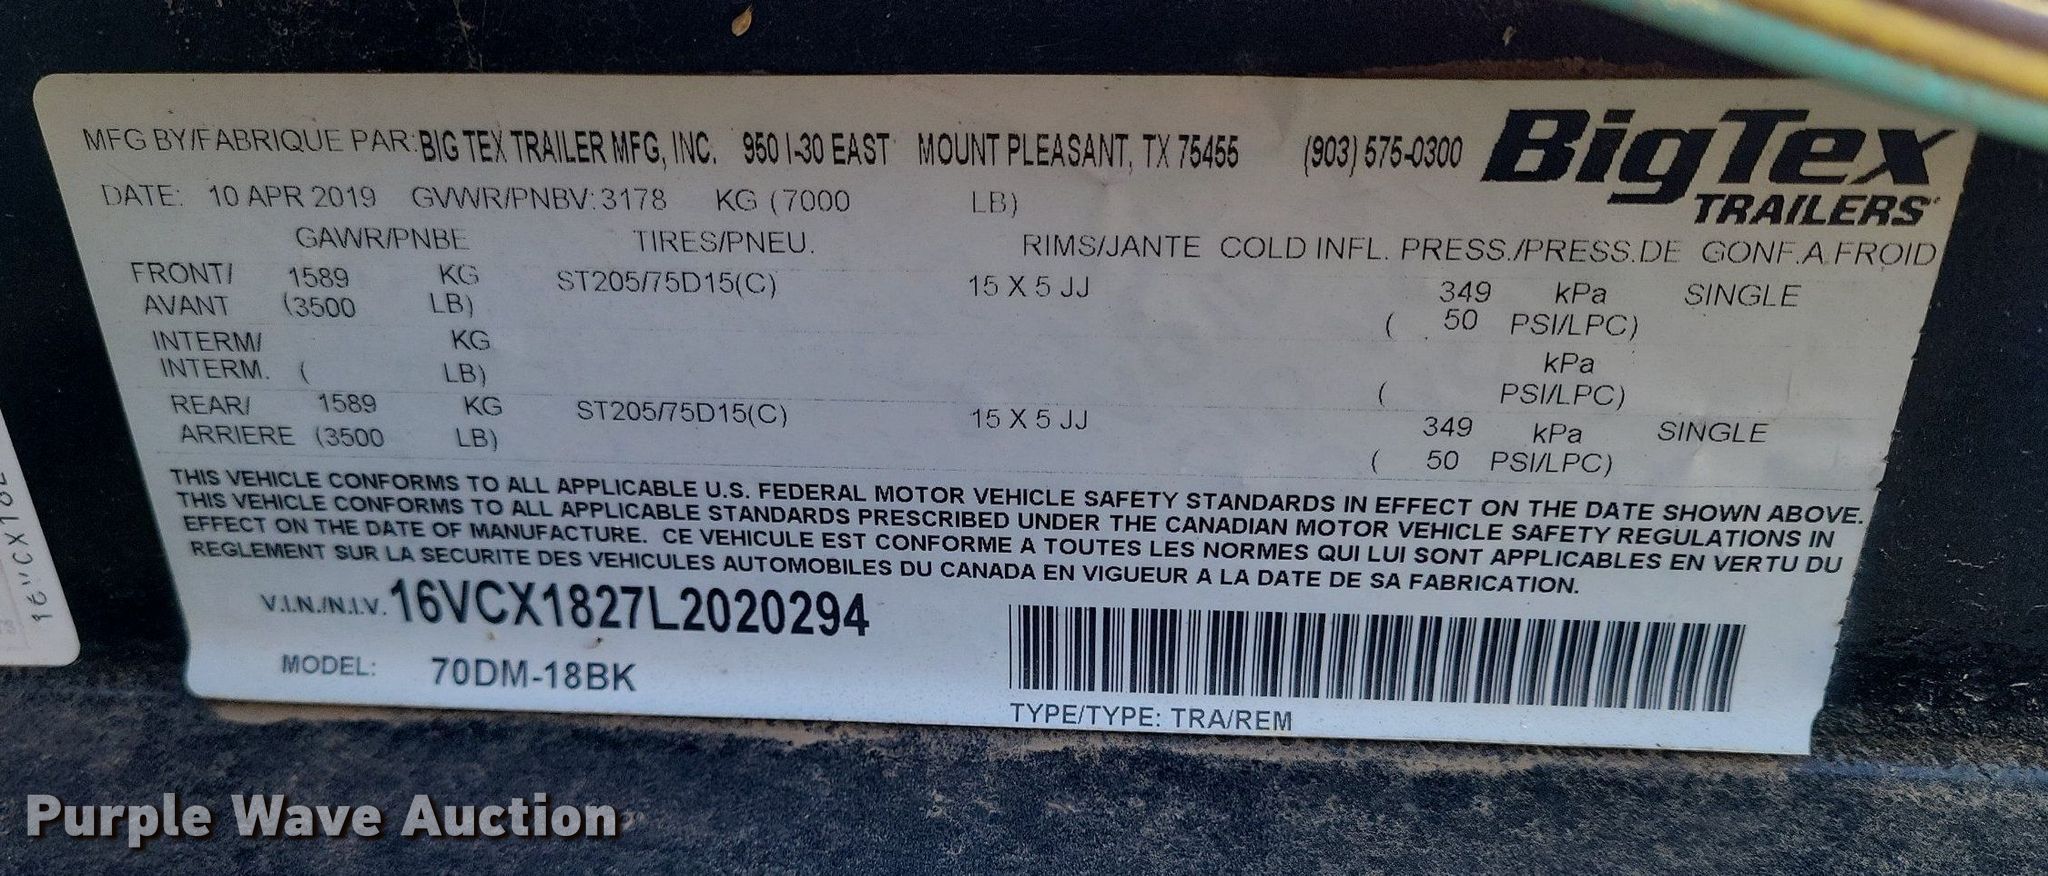 MFG BY/FABRIQUE PAR: BIG TEX TRAILER MFG, INC. 950 I-30 EAST MOUNT PLEASANT, TX 75455 (903) 575-0300
BigTex
TRAILERS
DATE: 10 APR 2019 GVWR/PNBV: 3178 KG (7000 LB)
GAWR/PNBE TIRES/PNEU. RIMS/JANTE COLD INFL. PRESS./PRESS.DE GONF.A FROID
FRONT/ 1589 KG ST205/75D15(C) 15 X 5 JJ 349 kPa SINGLE
AVANT (3500 LB) ( 50 PSI/LPC)
INTERM/ KG kPa
INTERM. ( LB) ( PSI/LPC)
REAR/ 1589 KG ST205/75D15(C) 15 X 5 JJ 349 kPa SINGLE
ARRIERE (3500 LB) ( 50 PSI/LPC)
THIS VEHICLE CONFORMS TO ALL APPLICABLE U.S. FEDERAL MOTOR VEHICLE SAFETY STANDARDS IN EFFECT ON THE DATE SHOWN ABOVE.
THIS VEHICLE CONFORMS TO ALL APPLICABLE STANDARDS PRESCRIBED UNDER THE CANADIAN MOTOR VEHICLE SAFETY REGULATIONS IN
EFFECT ON THE DATE OF MANUFACTURE. CE VEHICULE EST CONFORME A TOUTES LES NORMES QUI LUI SONT APPLICABLES EN VERTU DU
REGLEMENT SUR LA SECURITE DES VEHICULES AUTOMOBILES DU CANADA EN VIGUEUR A LA DATE DE SA FABRICATION.
V.I.N./N.I.V. 16VCX1827L2020294
MODEL: 70DM-18BK
TYPE/TYPE: TRA/REM
Purple Wave Auction